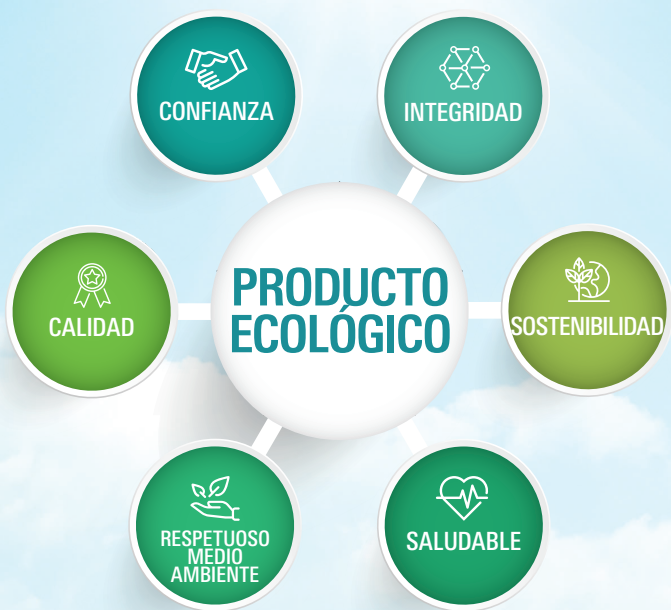 CONFIANZA
INTEGRIDAD
PRODUCTO
ECOLÓGICO
CALIDAD
SOSTENIBILIDAD
RESPETUOSO
MEDIO
AMBIENTE
SALUDABLE